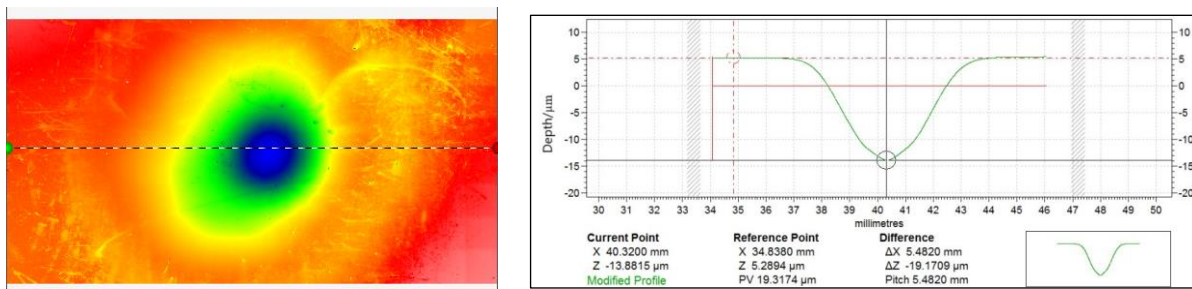 10
5
0
-5
-10
-15
-20
Depth/µm
10
5
0
-5
-10
-15
-20
30 34 35 36 37 38 39 40 41 42 43 44 45 46 47 48 49 50
millimetres
Current Point Reference Point Difference
X 40.3200 mm X 34.8380 mm ΔX 5.4820 mm
Z -13.8815 µm Z 5.2894 µm ΔZ -19.1709 µm
Modified Profile PV 19.3174 µm Pitch 5.4820 mm